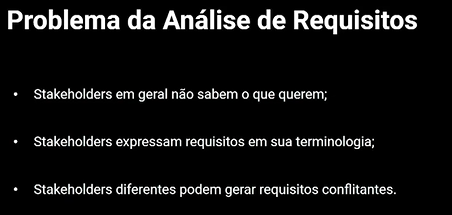 Problema da Análise de Requisitos
• Stakeholders em geral não sabem o que querem;
• Stakeholders expressam requisitos em sua terminologia;
• Stakeholders diferentes podem gerar requisitos conflitantes.